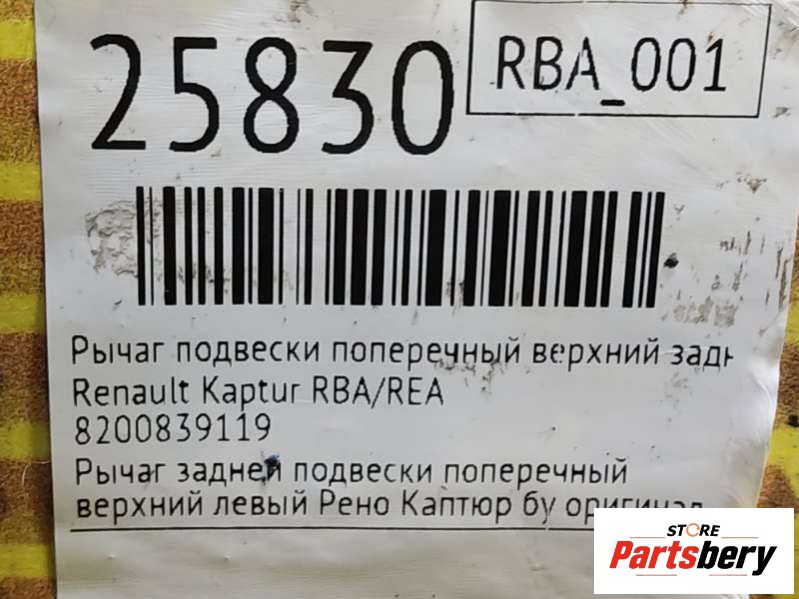 25830
RBA_001
Рычаг подвески поперечный верхний задн
Renault Kaptur RBA/REA
8200839119
Рычаг задней подвески поперечный
верхний левый Рено Каптюр бу оригинал
STORE
Partsbery